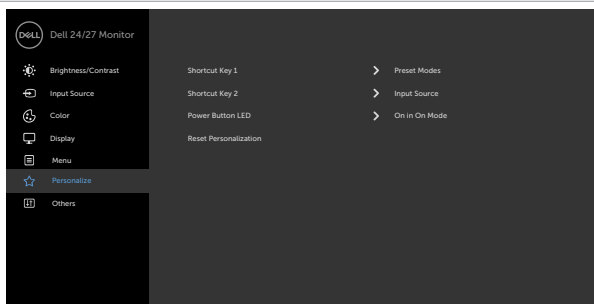 DELL Dell 24/27 Monitor
Brightness/Contrast
Input Source
Color
Display
Menu
Personalize
Others
Shortcut Key 1 Preset Modes
Shortcut Key 2 Input Source
Power Button LED On in On Mode
Reset Personalization